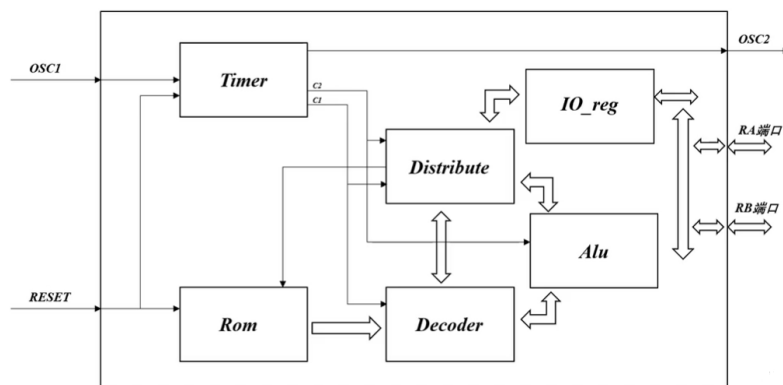 OSC2
OSC1
Timer
C2
C1
IO_reg
RA端口
Distribute
RB端口
Alu
RESET
Rom
Decoder